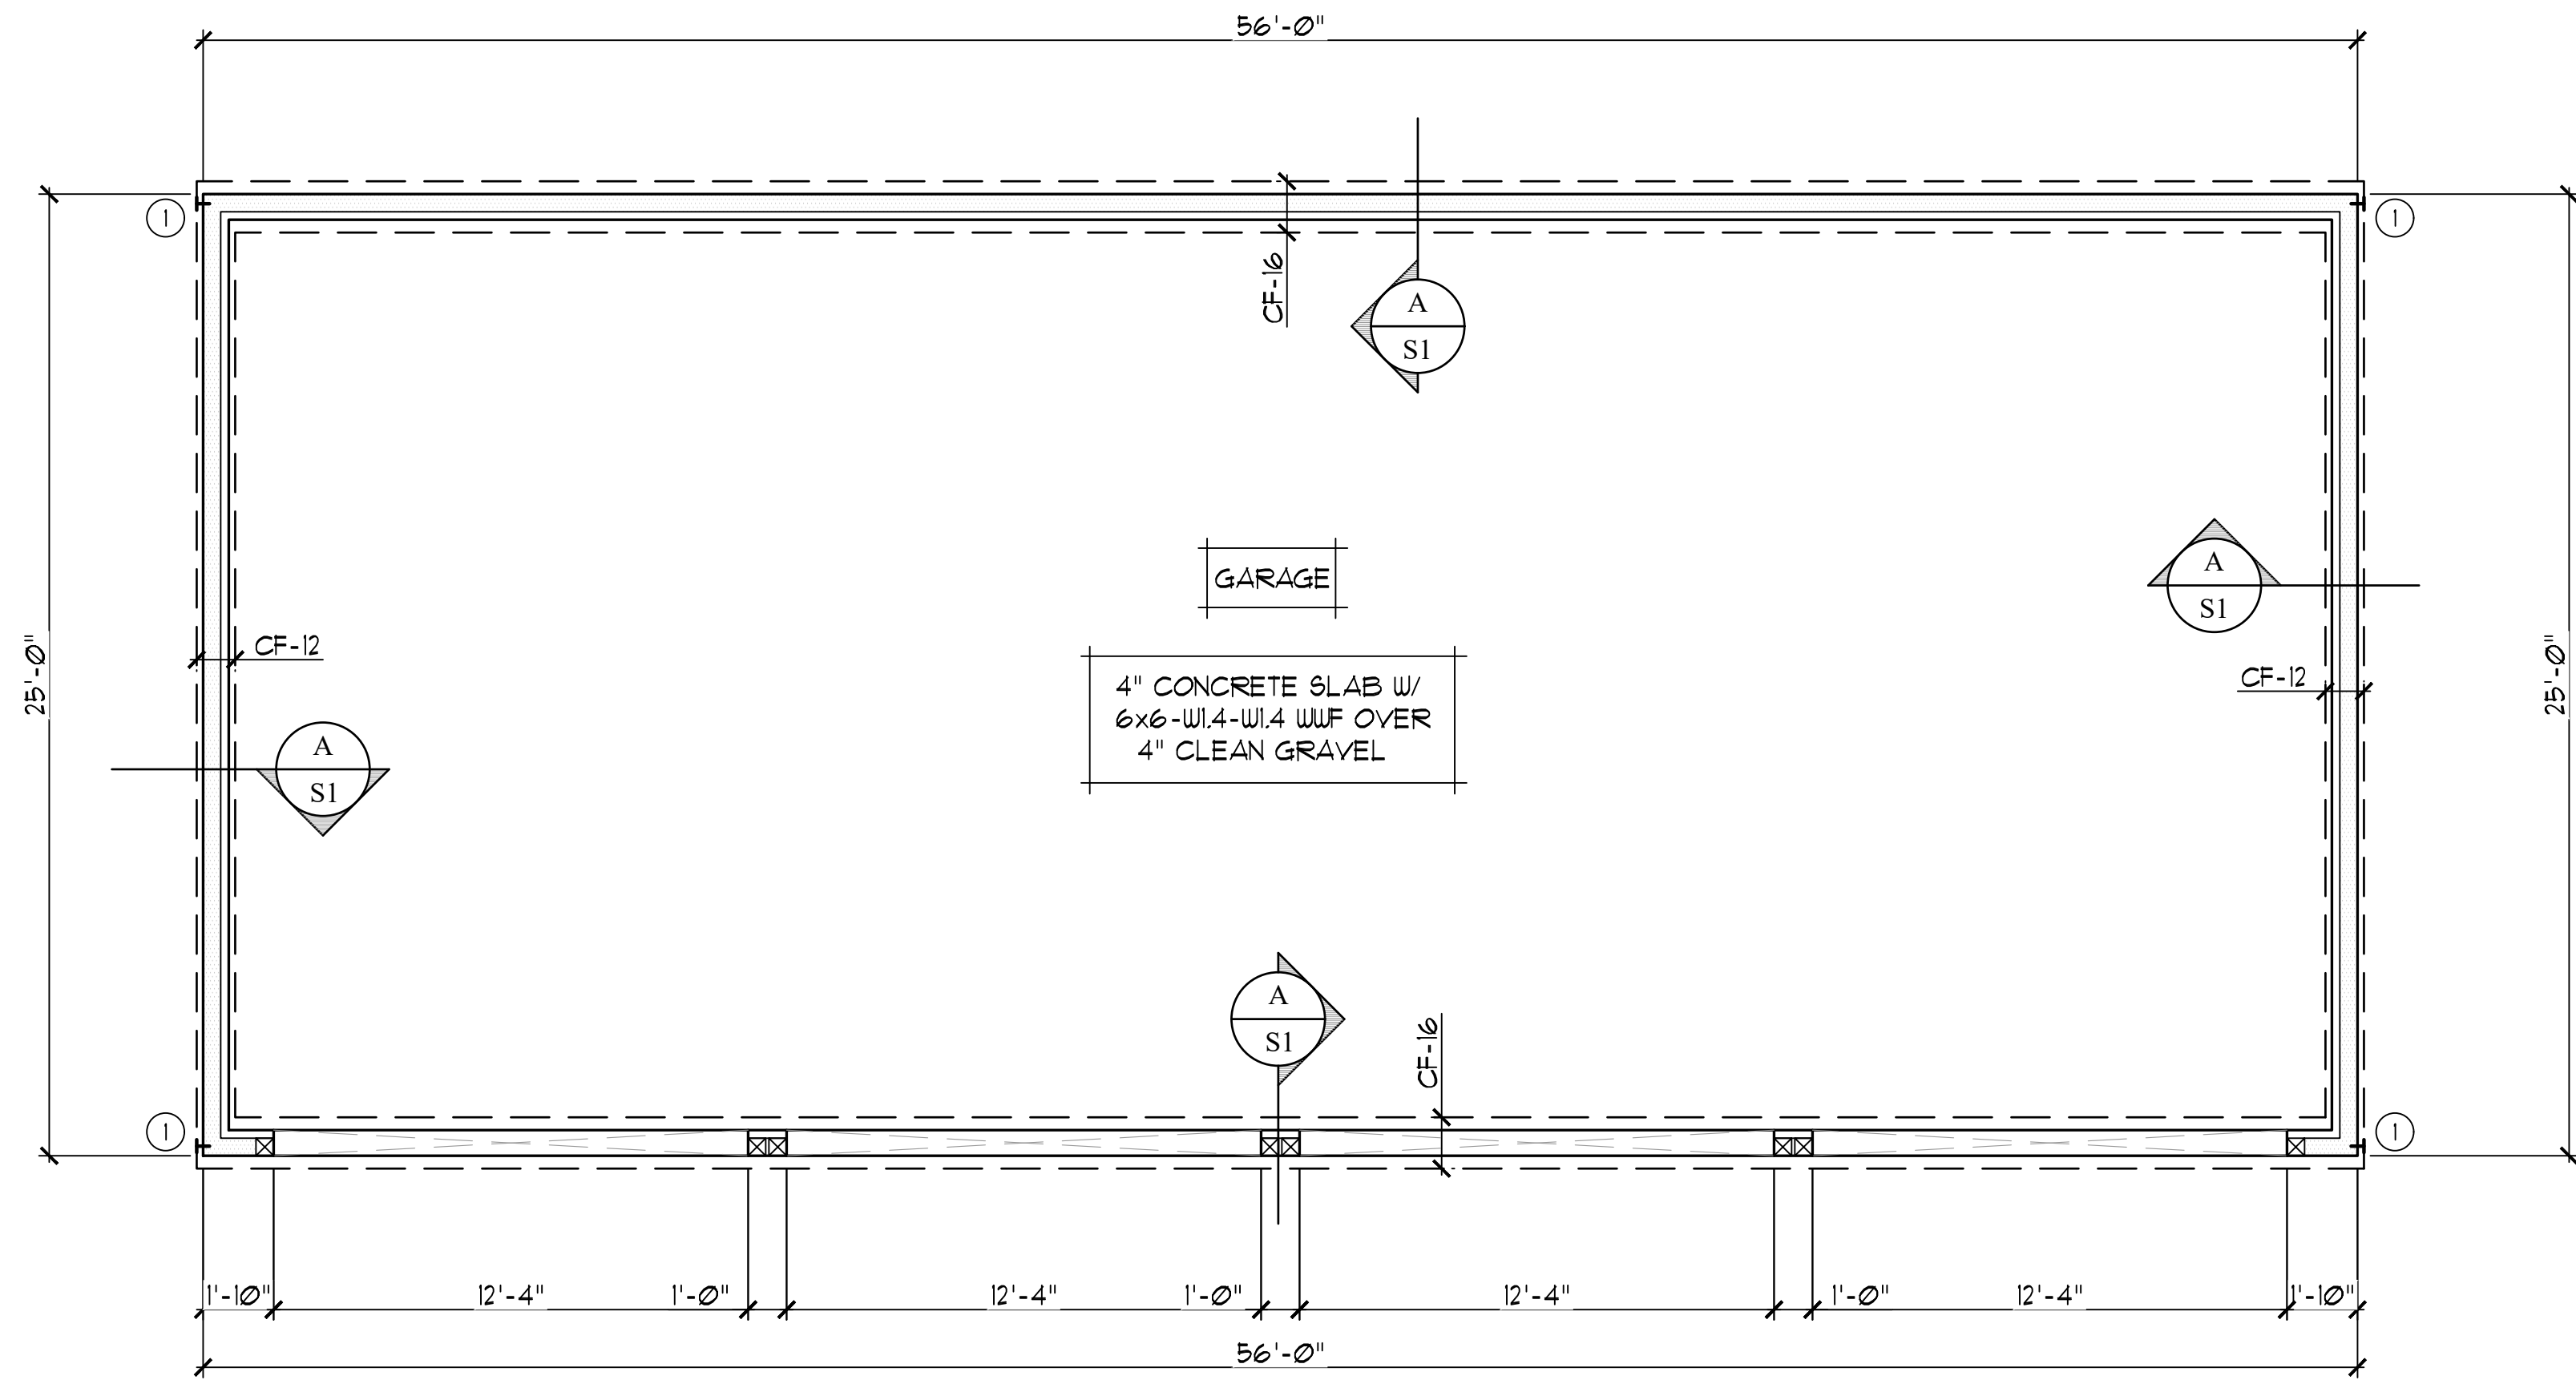 56'-0"
1
1
CF-16
A
S1
GARAGE
A
S1
25'-0"
CF-12
4" CONCRETE SLAB W/
6x6-W1.4-W1.4 WWF OVER
4" CLEAN GRAVEL
CF-12
25'-0"
A
S1
A
S1
CF-16
1
1
1'-10"
12'-4"
1'-0"
12'-4"
1'-0"
12'-4"
1'-0"
12'-4"
1'-10"
56'-0"